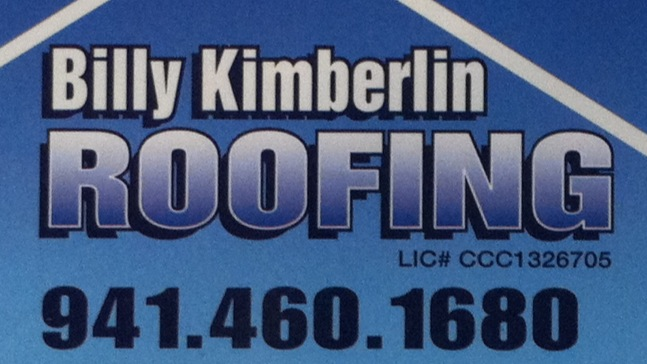 Billy Kimberlin
ROOFING
LIC# CCC1326705
941.460.1680